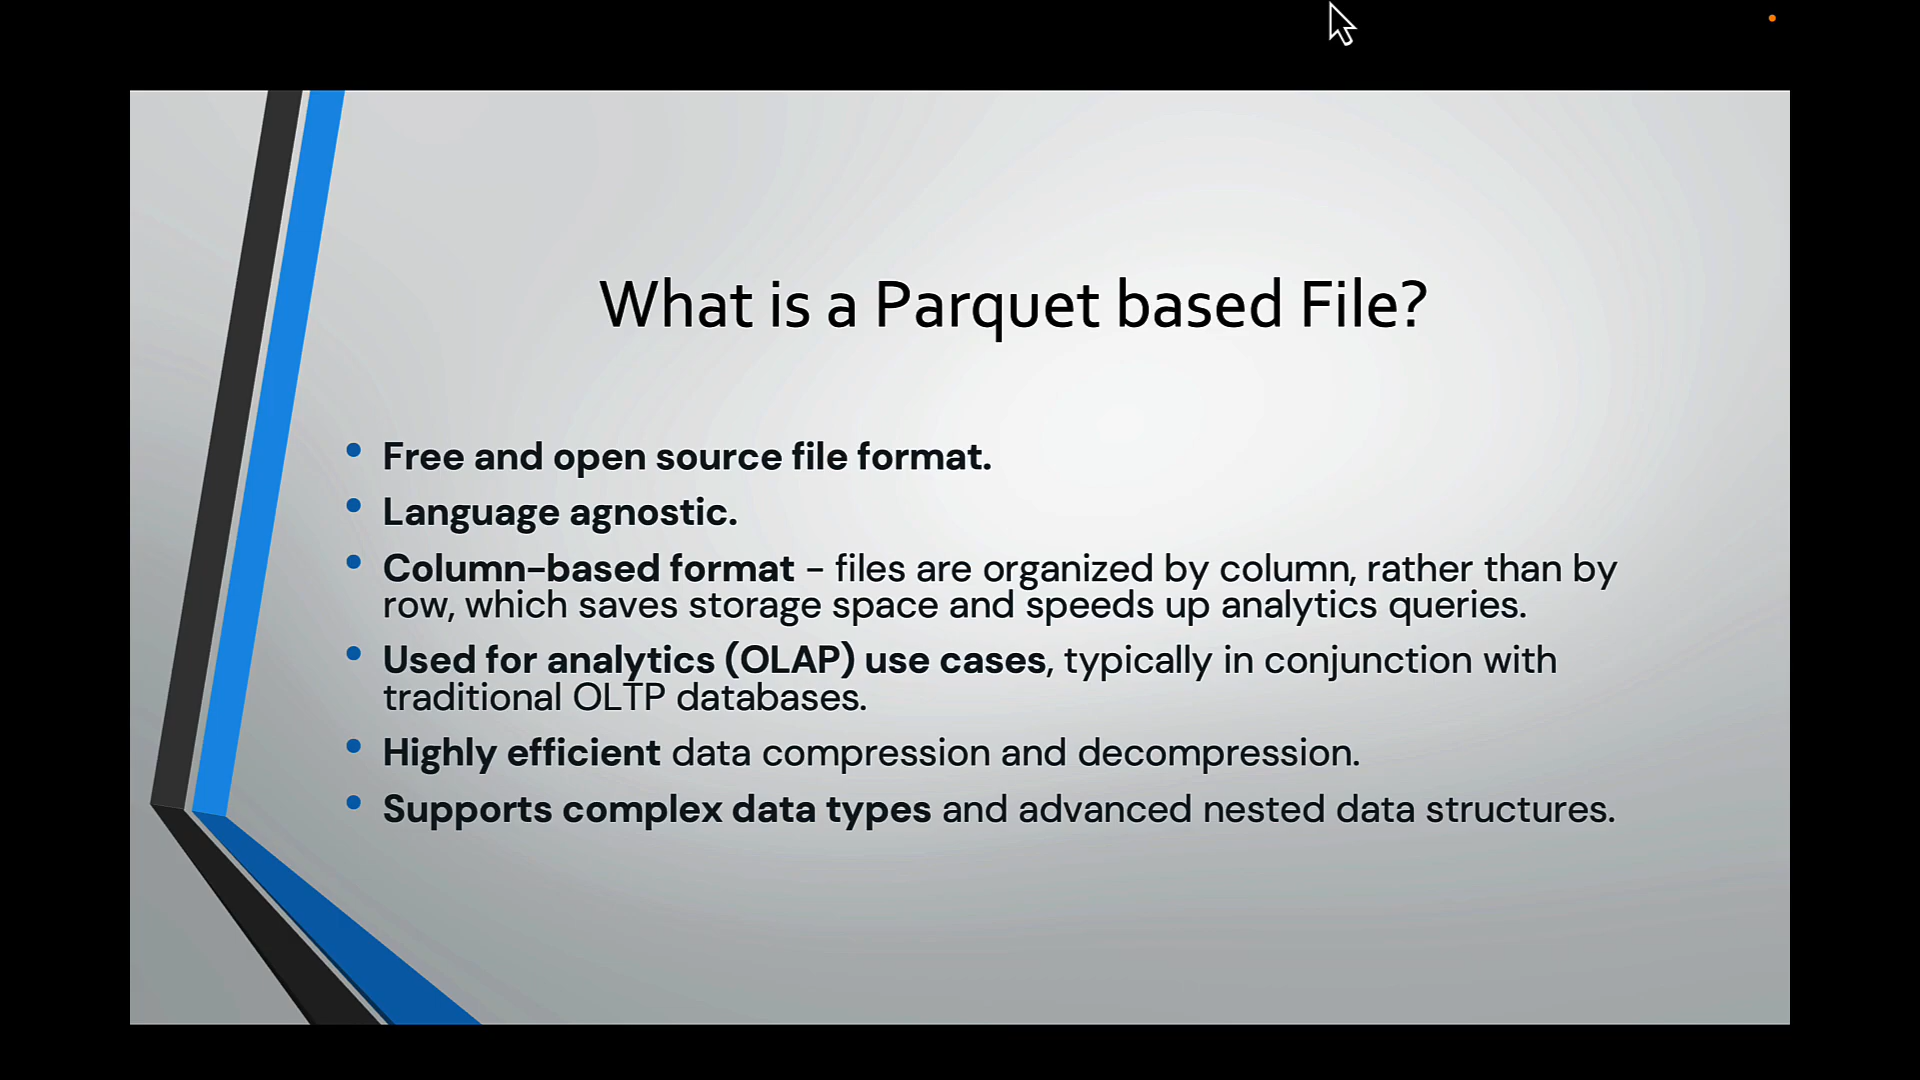 What is a Parquet based File?
• Free and open source file format.
• Language agnostic.
• Column-based format - files are organized by column, rather than by
row, which saves storage space and speeds up analytics queries.
• Used for analytics (OLAP) use cases, typically in conjunction with
traditional OLTP databases.
• Highly efficient data compression and decompression.
• Supports complex data types and advanced nested data structures.